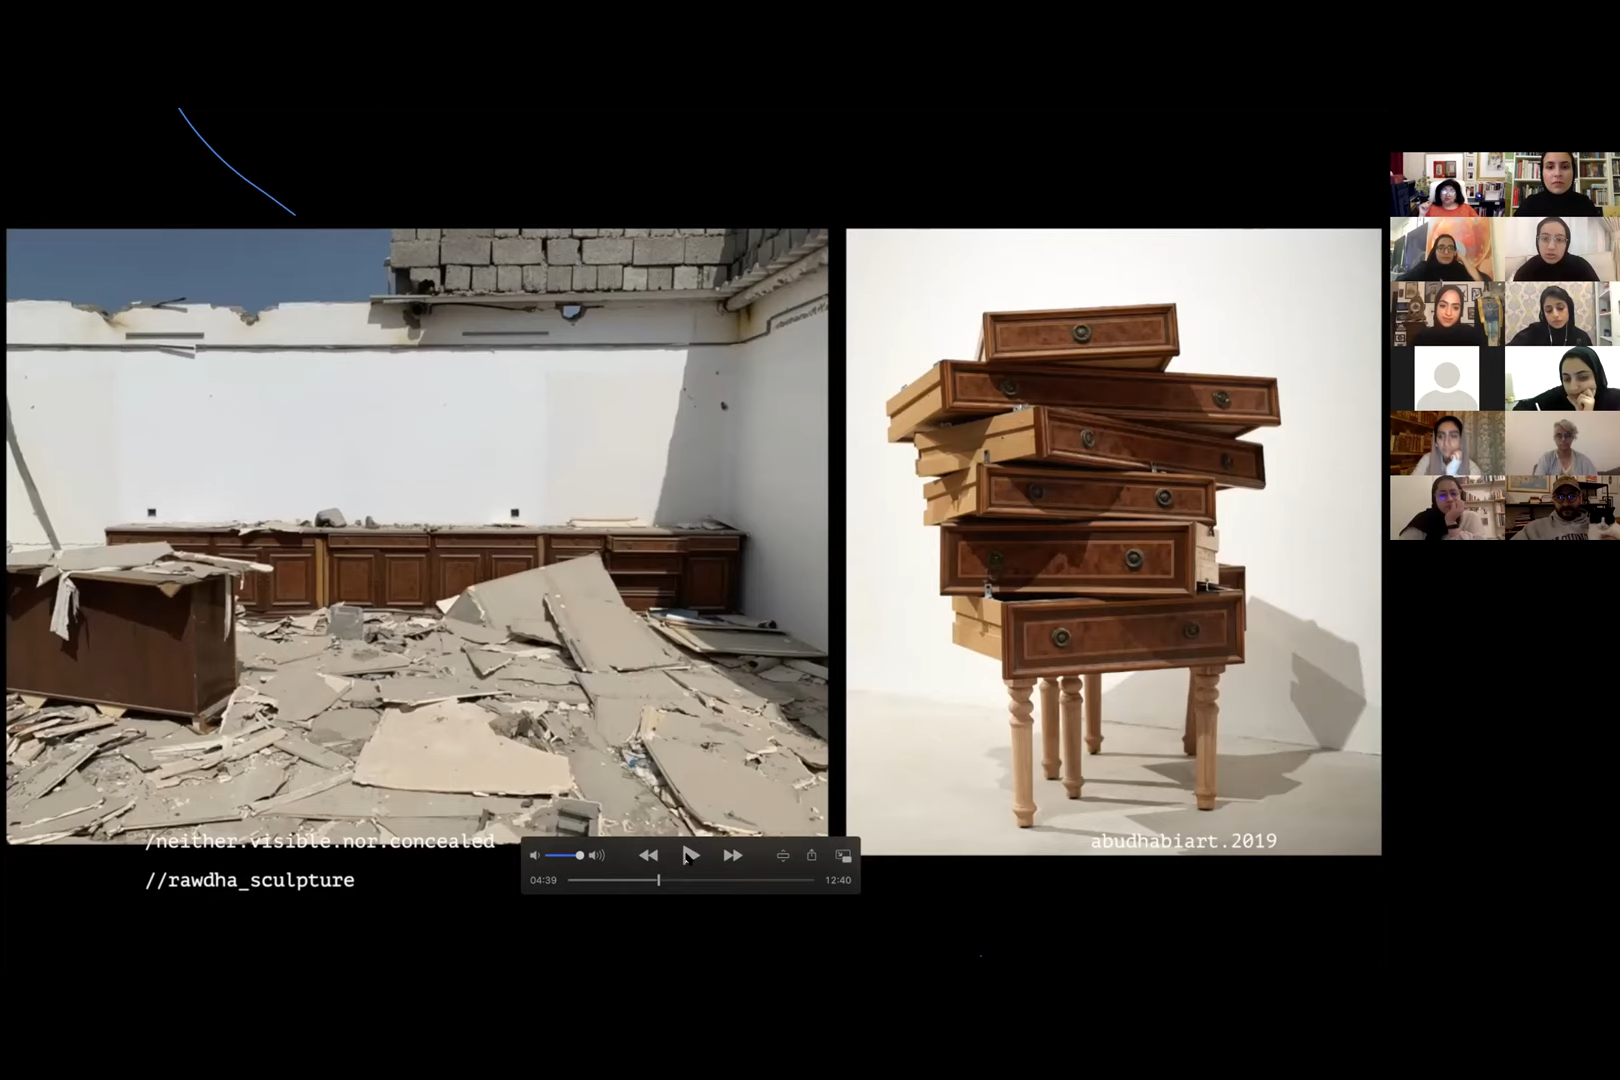 /neither.visible.nor.concealed
//rawdha_sculpture
abudhabiart.2019
04:39
12:40